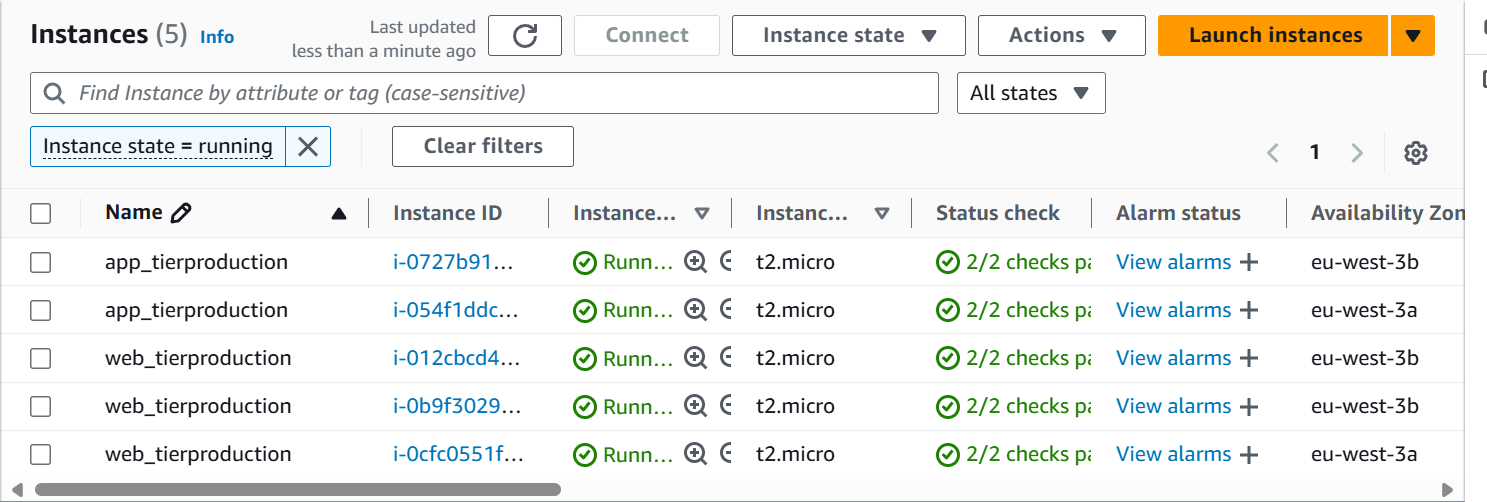 Instances (5) Info
Last updated
less than a minute ago
Connect
Instance state
Actions
Launch instances
Find Instance by attribute or tag (case-sensitive)
All states
Instance state = running
Clear filters
1
Name Instance ID Instance... Instanc... Status check Alarm status Availability Zon
app_tierproduction i-0727b91... Runn... t2.micro 2/2 checks pa View alarms + eu-west-3b
app_tierproduction i-054f1ddc... Runn... t2.micro 2/2 checks pa View alarms + eu-west-3a
web_tierproduction i-012cbcd4... Runn... t2.micro 2/2 checks pa View alarms + eu-west-3b
web_tierproduction i-0b9f3029... Runn... t2.micro 2/2 checks pa View alarms + eu-west-3b
web_tierproduction i-0cfc0551f... Runn... t2.micro 2/2 checks pa View alarms + eu-west-3a